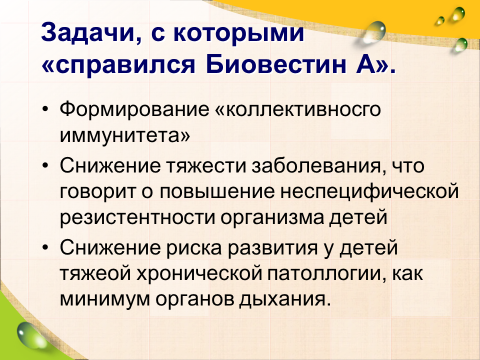 Задачи, с которыми
«справился Биовестин А».
• Формирование «коллективного
иммунитета»
• Снижение тяжести заболевания, что
говорит о повышение неспецифической
резистентности организма детей
• Снижение риска развития у детей
тяжеой хронической патоллогии, как
минимум органов дыхания.